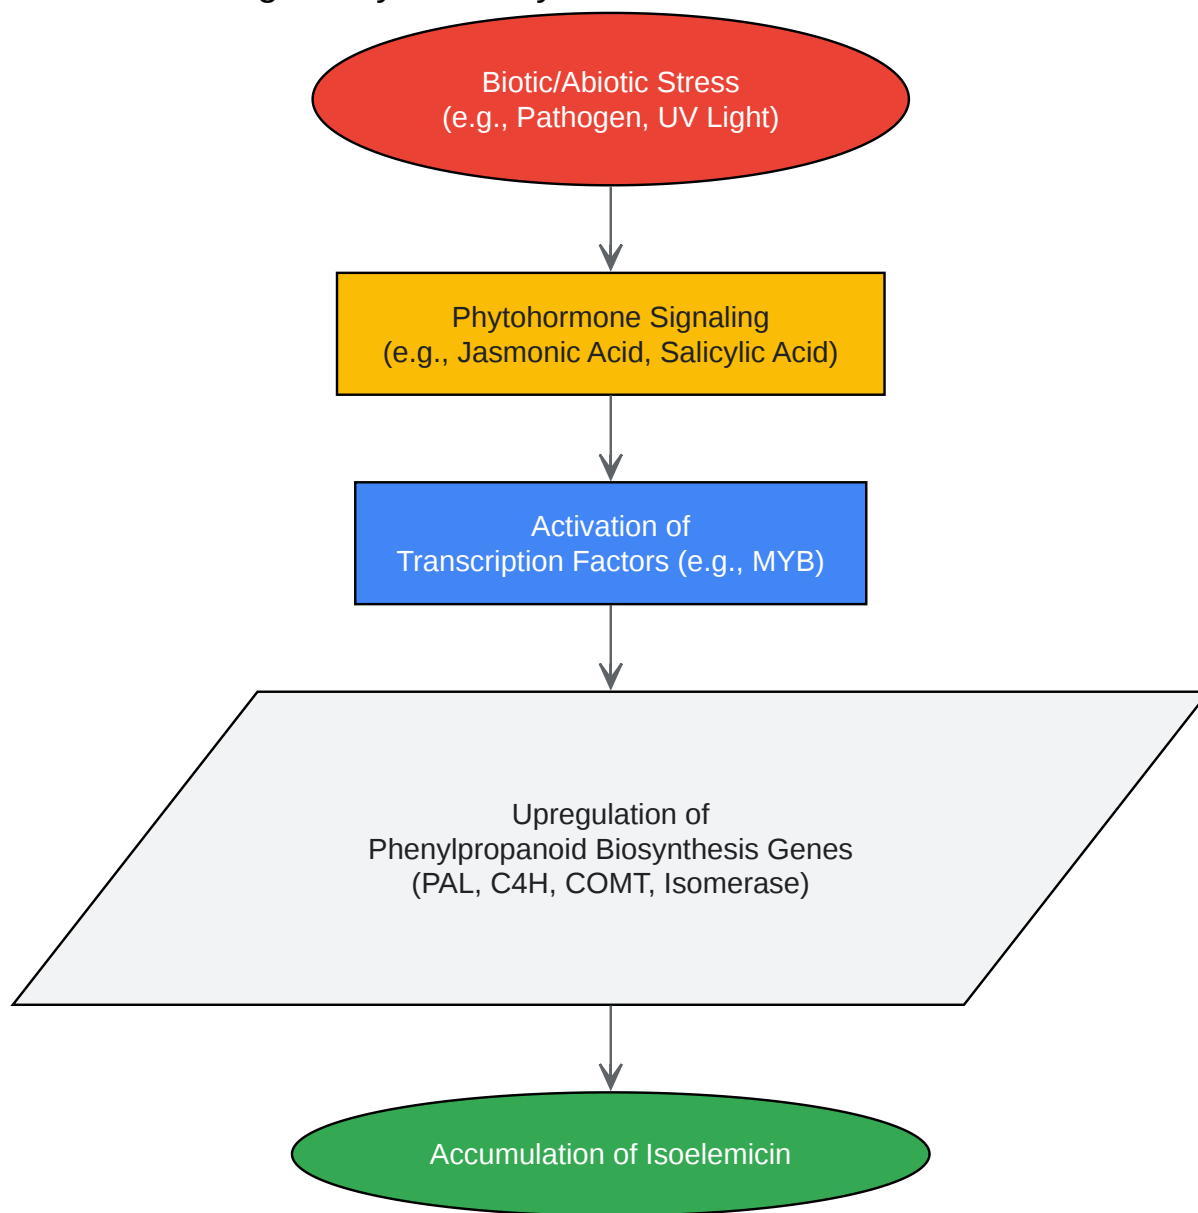 Biotic/Abiotic Stress
(e.g., Pathogen, UV Light)
Phytohormone Signaling
(e.g., Jasmonic Acid, Salicylic Acid)
Activation of
Transcription Factors (e.g., MYB)
Upregulation of
Phenylpropanoid Biosynthesis Genes
(PAL, C4H, COMT, Isomerase)
Accumulation of Isoelemicin